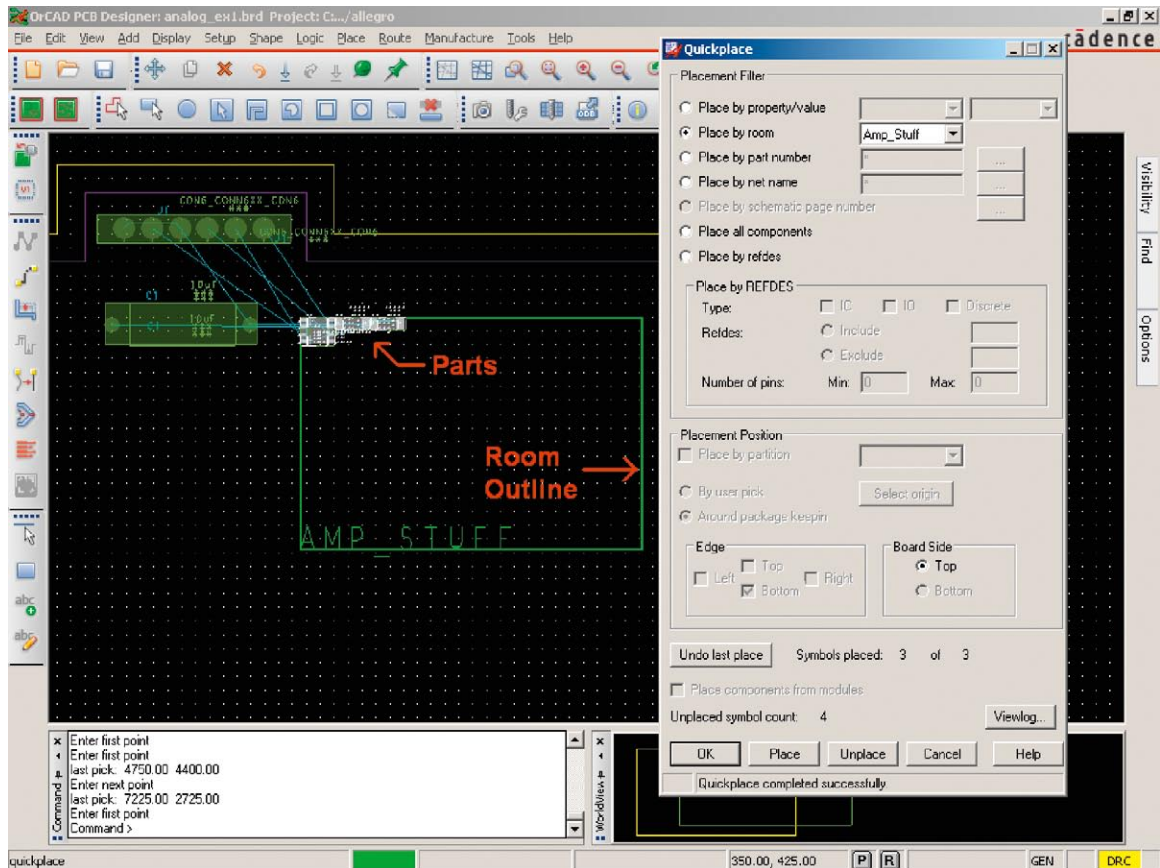 OrCAD PCB Designer: analog_ex1.brd Project: C:.../allegro
File Edit View Add Display Setup Shape Logic Place Route Manufacture Tools Help
cādence
Quickplace
Placement Filter
Place by property/value
Place by room Amp_Stuff
Place by part number *
Place by net name *
Place by schematic page number
Place all components
Place by refdes
Place by REFDES
Type: IC IO Discrete
Refdes: Include
Exclude
Number of pins: Min: 0 Max: 0
Placement Position
Place by partition
By user pick Select origin
Around package keepin
Edge
Top
Left Right
Bottom
Board Side
Top
Bottom
Undo last place Symbols placed: 3 of 3
Place components from modules
Unplaced symbol count: 4 Viewlog...
OK Place Unplace Cancel Help
Quickplace completed successfully.
Visibility
Find
Options
CON6_CONN6XX_CON6
J1
C1 10uf
10uf
Parts
Room
Outline
AMP_STUFF
Command
Enter first point
Enter first point
last pick: 4750.00 4400.00
Enter next point
last pick: 7225.00 2725.00
Enter first point
Command >
WorldView
quickplace
350.00, 425.00 P R GEN DRC